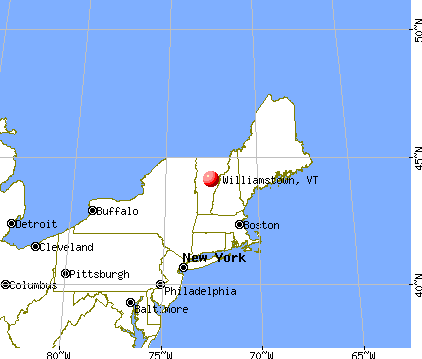 50°N
45°N
Williamstown, VT
Buffalo
Detroit
Boston
Cleveland
New York
Pittsburgh
Columbus
Philadelphia
40°N
Baltimore
80°W
75°W
70°W
65°W